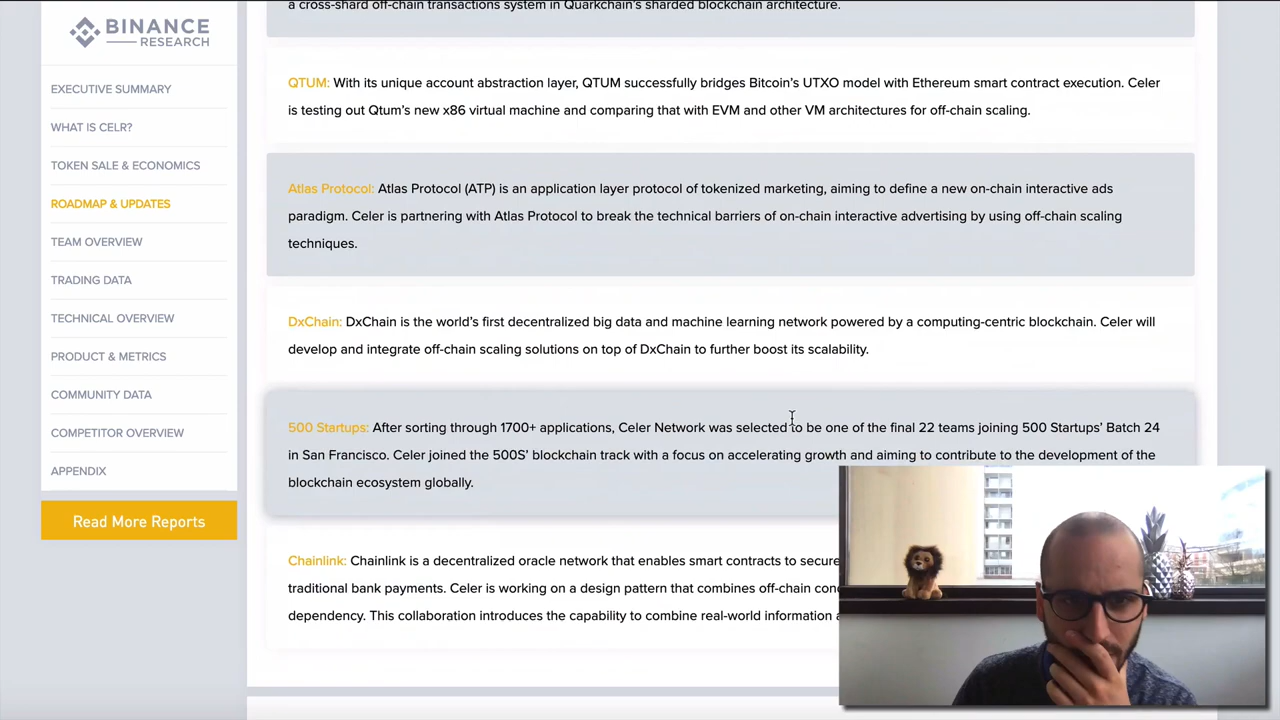 BINANCE
RESEARCH
EXECUTIVE SUMMARY
WHAT IS CELR?
TOKEN SALE & ECONOMICS
ROADMAP & UPDATES
TEAM OVERVIEW
TRADING DATA
TECHNICAL OVERVIEW
PRODUCT & METRICS
COMMUNITY DATA
COMPETITOR OVERVIEW
APPENDIX
Read More Reports
a cross-shard off-chain transactions system in Quarkchain's sharded blockchain architecture.
QTUM: With its unique account abstraction layer, QTUM successfully bridges Bitcoin's UTXO model with Ethereum smart contract execution. Celer
is testing out Qtum's new x86 virtual machine and comparing that with EVM and other VM architectures for off-chain scaling.
Atlas Protocol: Atlas Protocol (ATP) is an application layer protocol of tokenized marketing, aiming to define a new on-chain interactive ads
paradigm. Celer is partnering with Atlas Protocol to break the technical barriers of on-chain interactive advertising by using off-chain scaling
techniques.
DxChain: DxChain is the world's first decentralized big data and machine learning network powered by a computing-centric blockchain. Celer will
develop and integrate off-chain scaling solutions on top of DxChain to further boost its scalability.
500 Startups: After sorting through 1700+ applications, Celer Network was selected to be one of the final 22 teams joining 500 Startups' Batch 24
in San Francisco. Celer joined the 500S' blockchain track with a focus on accelerating growth and aiming to contribute to the development of the
blockchain ecosystem globally.
Chainlink: Chainlink is a decentralized oracle network that enables smart contracts to secure
traditional bank payments. Celer is working on a design pattern that combines off-chain con
dependency. This collaboration introduces the capability to combine real-world information